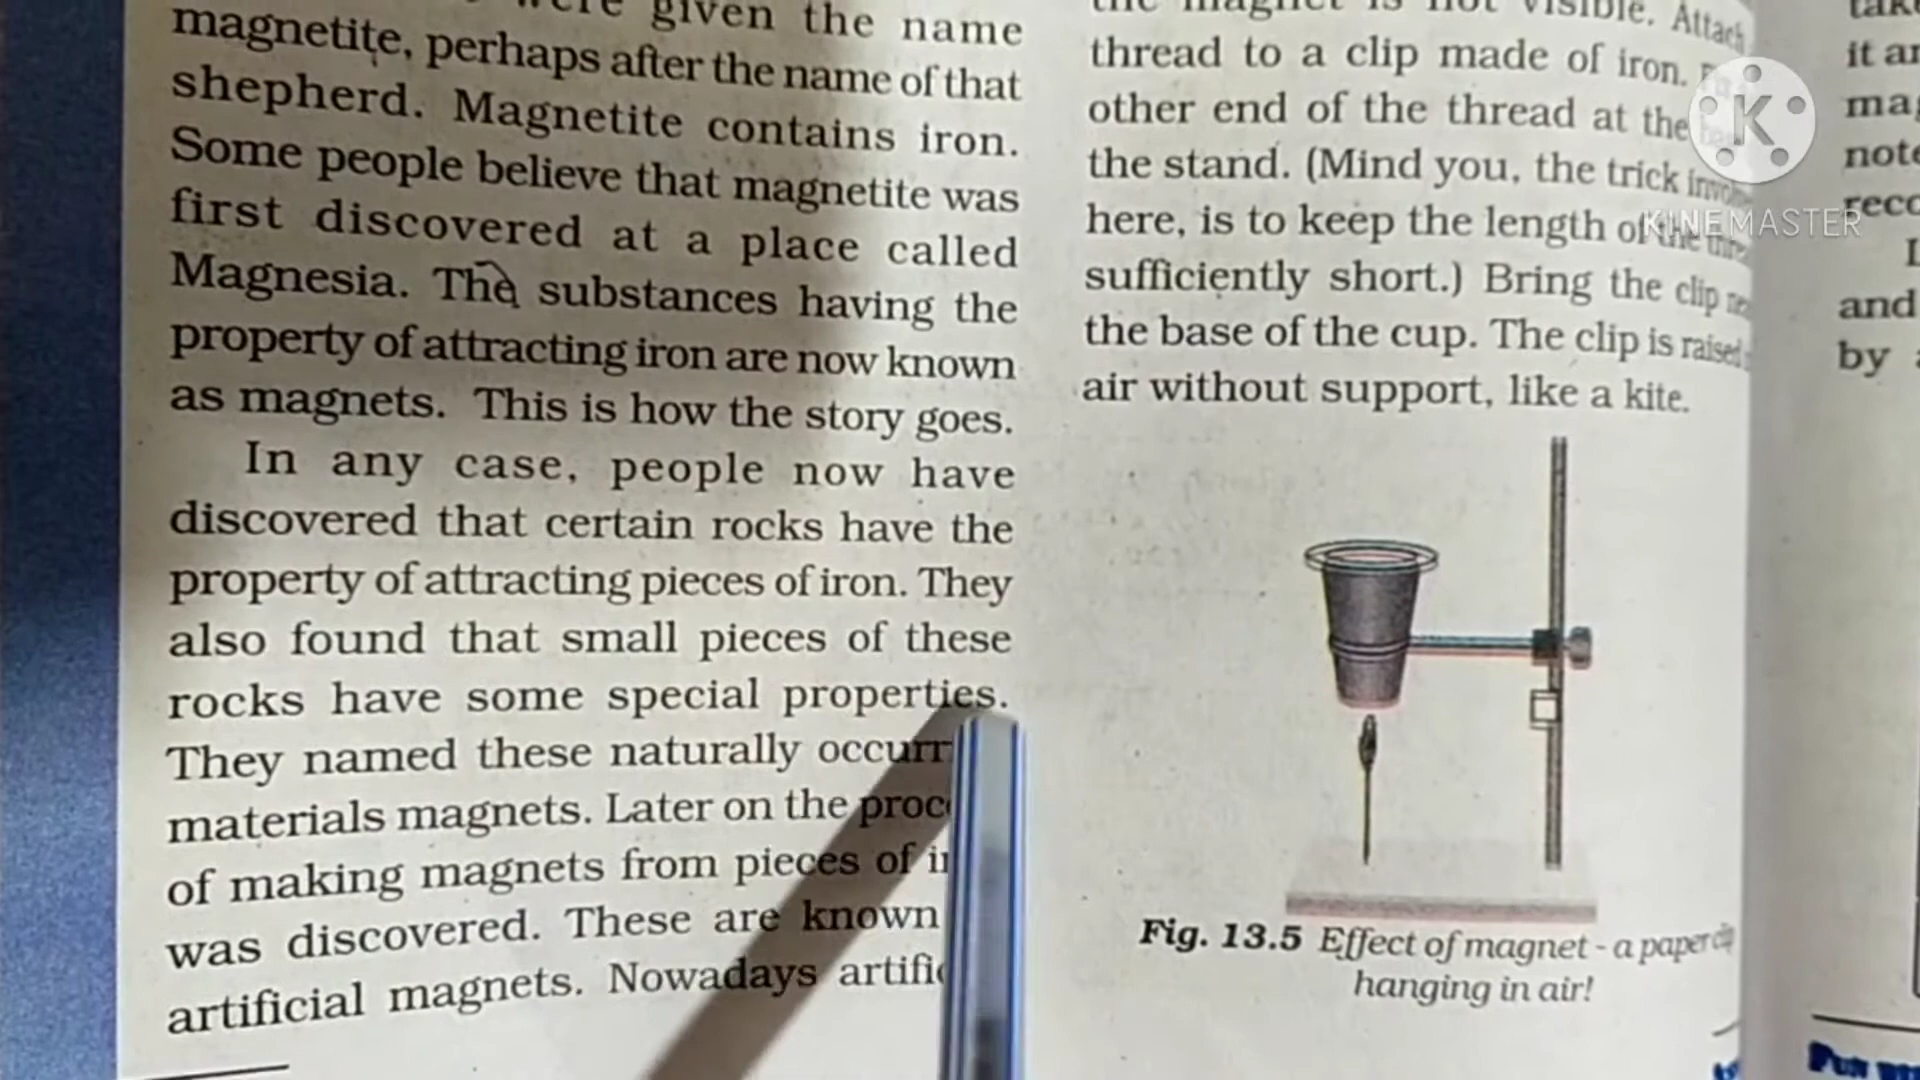 were given the name
magnetite, perhaps after the name of that
shepherd. Magnetite contains iron.
Some people believe that magnetite was
first discovered at a place called
Magnesia. The substances having the
property of attracting iron are now known
as magnets. This is how the story goes.
In any case, people now have
discovered that certain rocks have the
property of attracting pieces of iron. They
also found that small pieces of these
rocks have some special properties.
They named these naturally occurr
materials magnets. Later on the proc
of making magnets from pieces of i
was discovered. These are known
artificial magnets. Nowadays artific
the magnet is not visible. Attach
thread to a clip made of iron.
other end of the thread at the
the stand. (Mind you, the trick
here, is to keep the length of the
sufficiently short.) Bring the clip
the base of the cup. The clip is raised
air without support, like a kite.
Fig. 13.5 Effect of magnet - a paper clip
hanging in air!
it
and
by
K
KINEMASTER